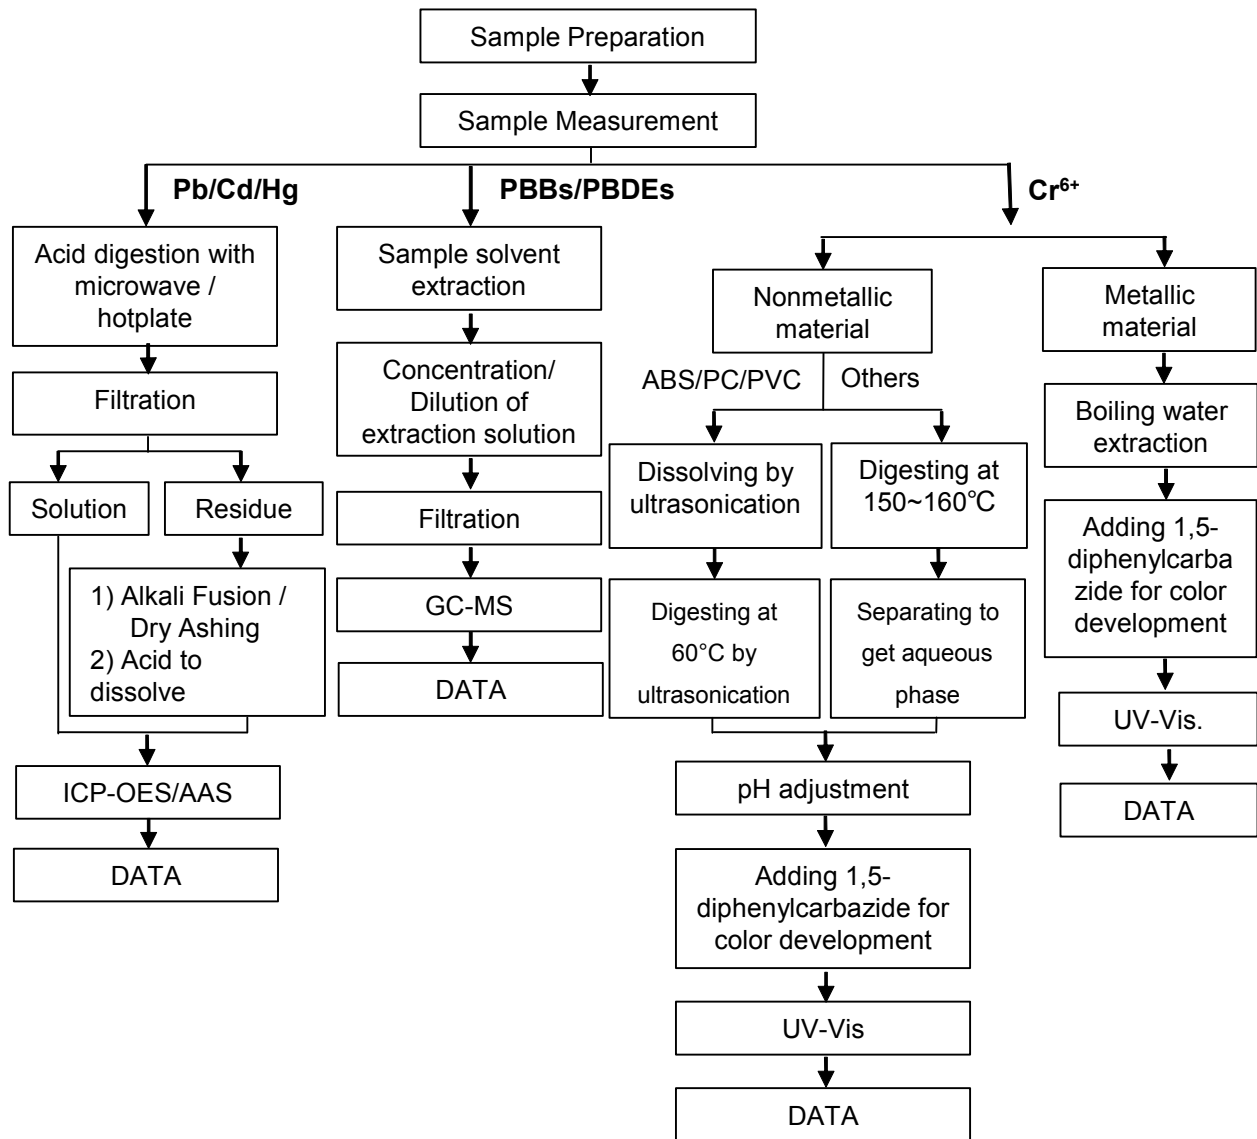 Sample Preparation
Sample Measurement
Pb/Cd/Hg
PBBs/PBDEs
Cr⁶⁺
Acid digestion with
microwave /
hotplate
Filtration
Solution
Residue
1) Alkali Fusion /
Dry Ashing
2) Acid to
dissolve
ICP-OES/AAS
DATA
Sample solvent
extraction
Concentration/
Dilution of
extraction solution
Filtration
GC-MS
DATA
Nonmetallic
material
ABS/PC/PVC
Others
Dissolving by
ultrasonication
Digesting at
60°C by
ultrasonication
Digesting at
150~160℃
Separating to
get aqueous
phase
pH adjustment
Adding 1,5-
diphenylcarbazide for
color development
UV-Vis
DATA
Metallic
material
Boiling water
extraction
Adding 1,5-
diphenylcarba
zide for color
development
UV-Vis.
DATA